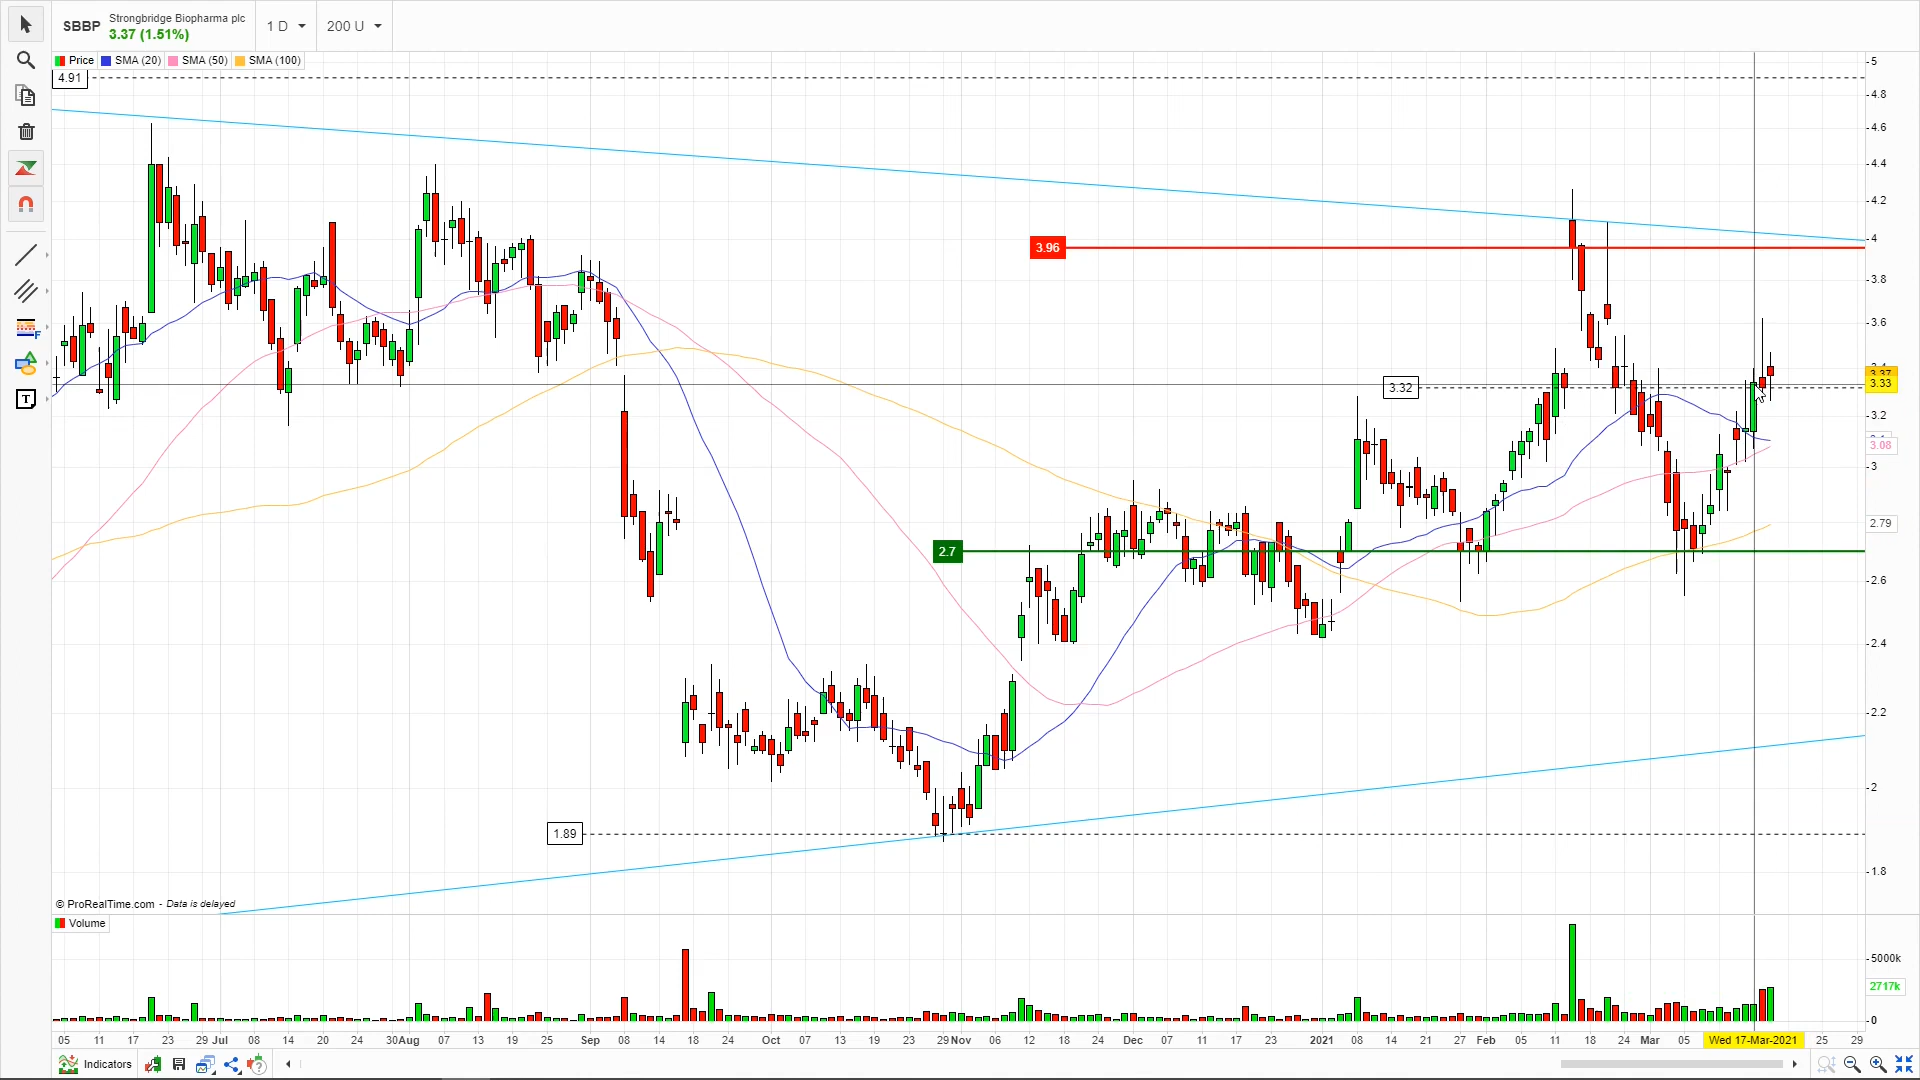 SBBP
Strongbridge Biopharma plc
3.37 (1.51%)
1 D
200 U
Price SMA (20) SMA (50) SMA (100)
4.91
5
4.8
4.6
4.4
4.2
4
3.8
3.6
3.96
3.32
3.37
3.33
3.2
3.08
3
2.79
2.7
2.6
2.4
2.2
2
1.89
1.8
© ProRealTime.com - Data is delayed
Volume
5000k
2717k
0
05 11 17 23 29 Jul 08 14 20 24 30 Aug 07 13 19 25 Sep 08 14 18 24 Oct 07 13 19 23 29 Nov 06 12 18 24 Dec 07 11 17 23 2021 08 14 21 27 Feb 05 11 18 24 Mar 05 Wed 17-Mar-2021 25 29
Indicators
T
F